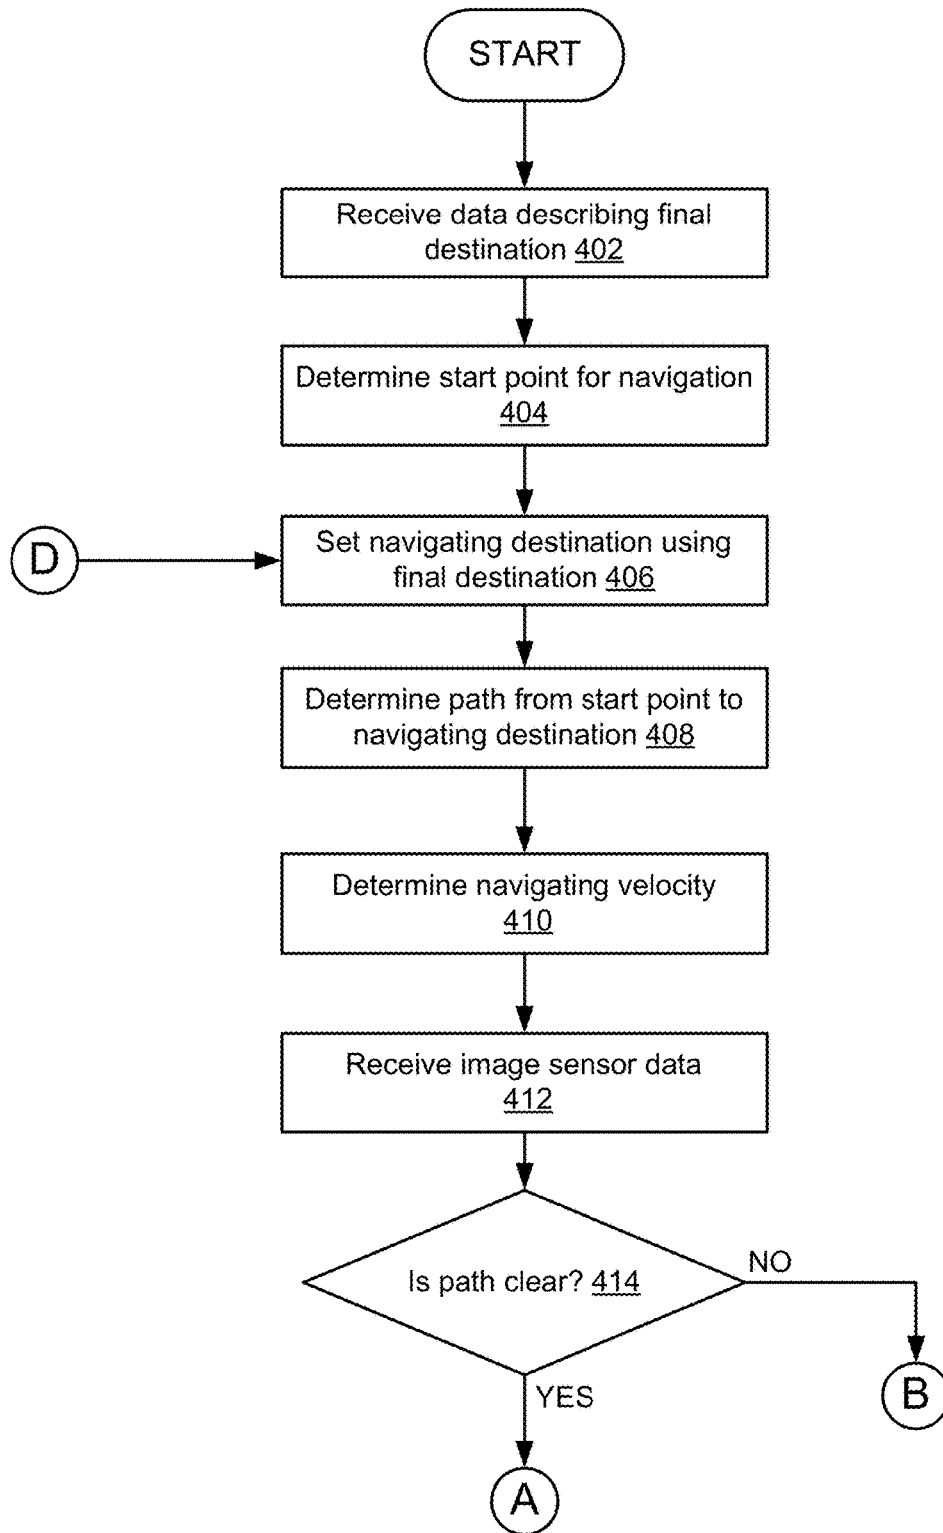 START
Receive data describing final
destination 402
Determine start point for navigation
404
D
Set navigating destination using
final destination 406
Determine path from start point to
navigating destination 408
Determine navigating velocity
410
Receive image sensor data
412
Is path clear? 414
NO
B
YES
A